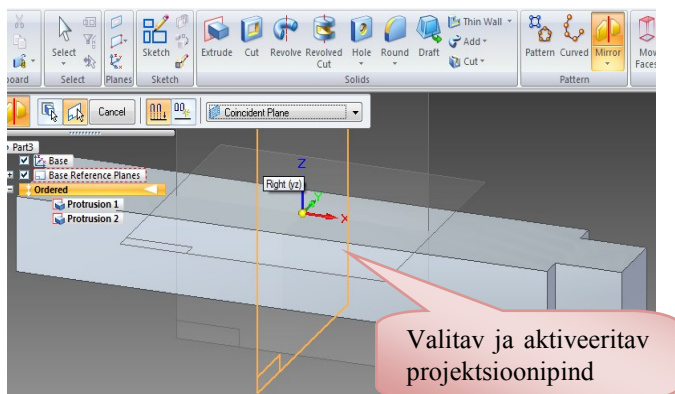 Select
Sketch
Extrude
Cut
Revolve
Revolved
Cut
Hole
Round
Draft
Thin Wall
Add
Cut
Pattern
Curved
Mirror
Mov
Faces
oard
Select
Planes
Sketch
Solids
Pattern
Cancel
Coincident Plane
Part3
Base
Base Reference Planes
Ordered
Protrusion 1
Protrusion 2
Z
Right (yz)
Y
X
Valitav ja aktiveeritav
projektsioonipind